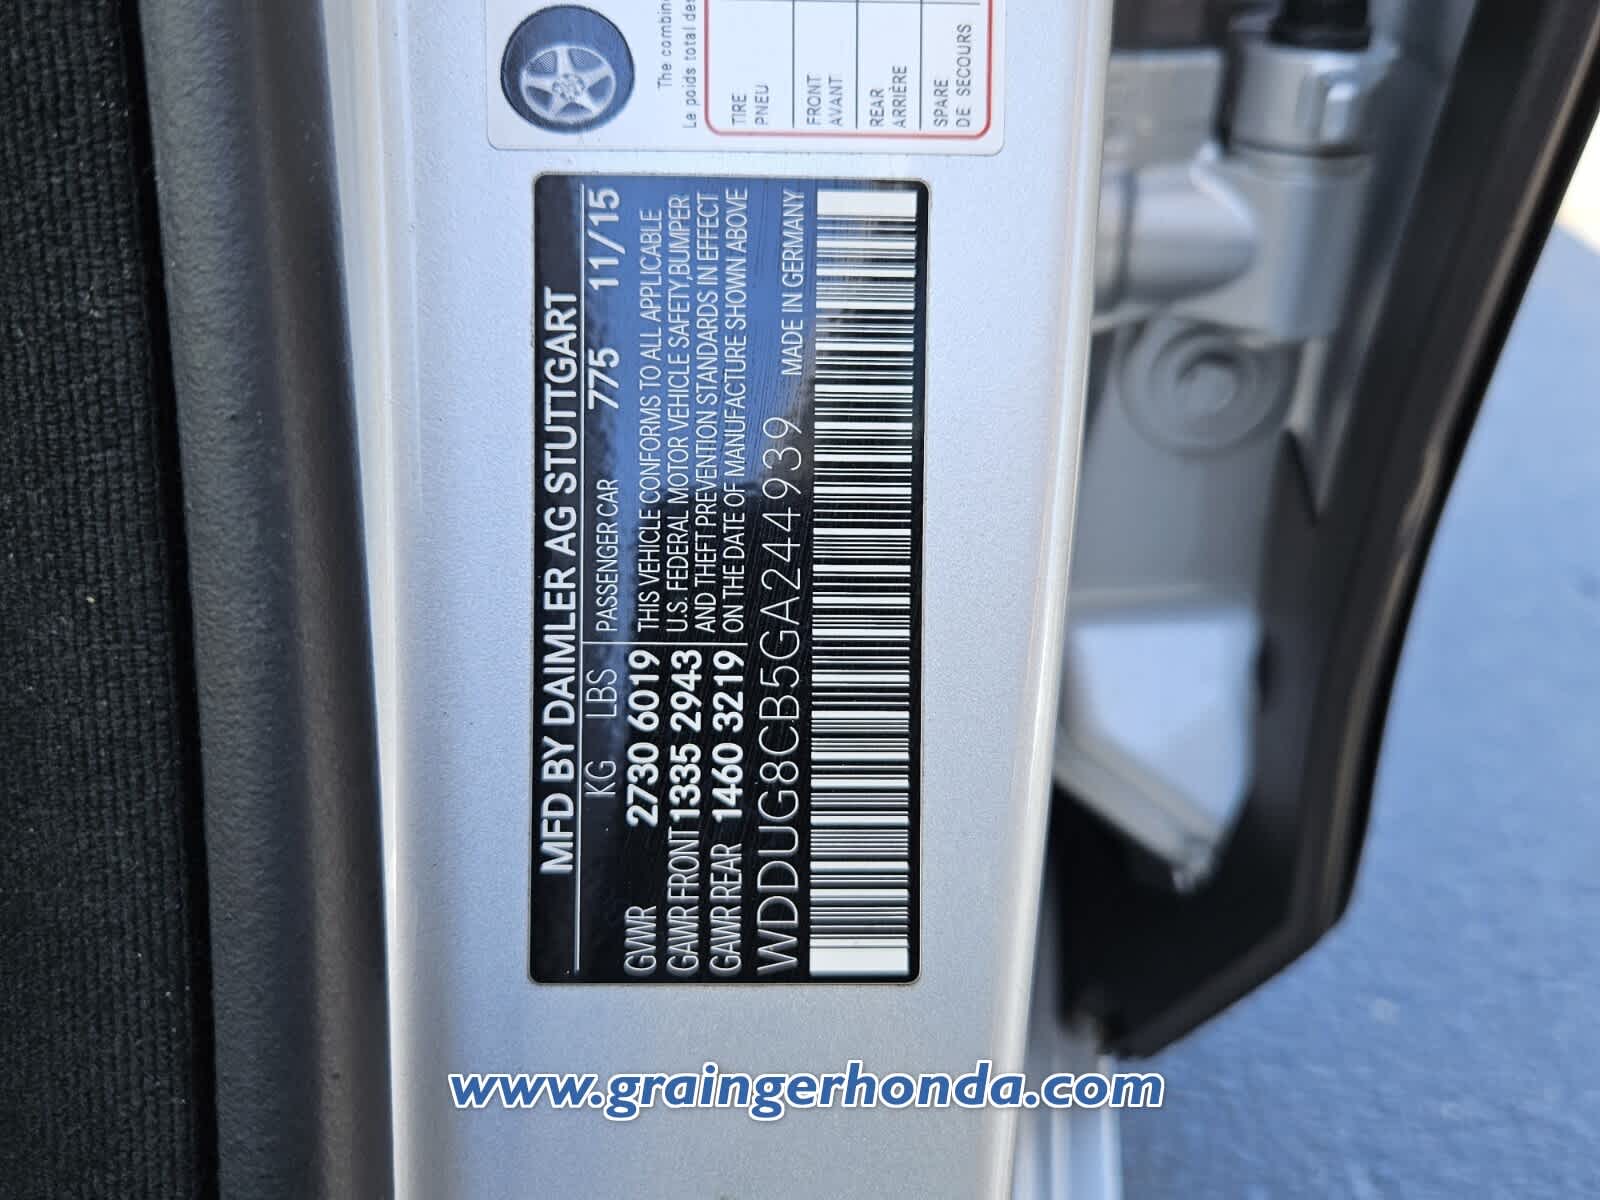 The combin
Le poids total des
TIRE
PNEU
FRONT
AVANT
REAR
ARRIÈRE
SPARE
DE SECOURS
MFD BY DAIMLER AG STUTTGART
KG LBS PASSENGER CAR 775 11/15
GVWR 2730 6019 THIS VEHICLE CONFORMS TO ALL APPLICABLE
GAWR FRONT 1335 2943 U.S. FEDERAL MOTOR VEHICLE SAFETY,BUMPER
AND THEFT PREVENTION STANDARDS IN EFFECT
GAWR REAR 1460 3219 ON THE DATE OF MANUFACTURE SHOWN ABOVE
WDDUG8CB5GA244939 MADE IN GERMANY
www.graingerhonda.com